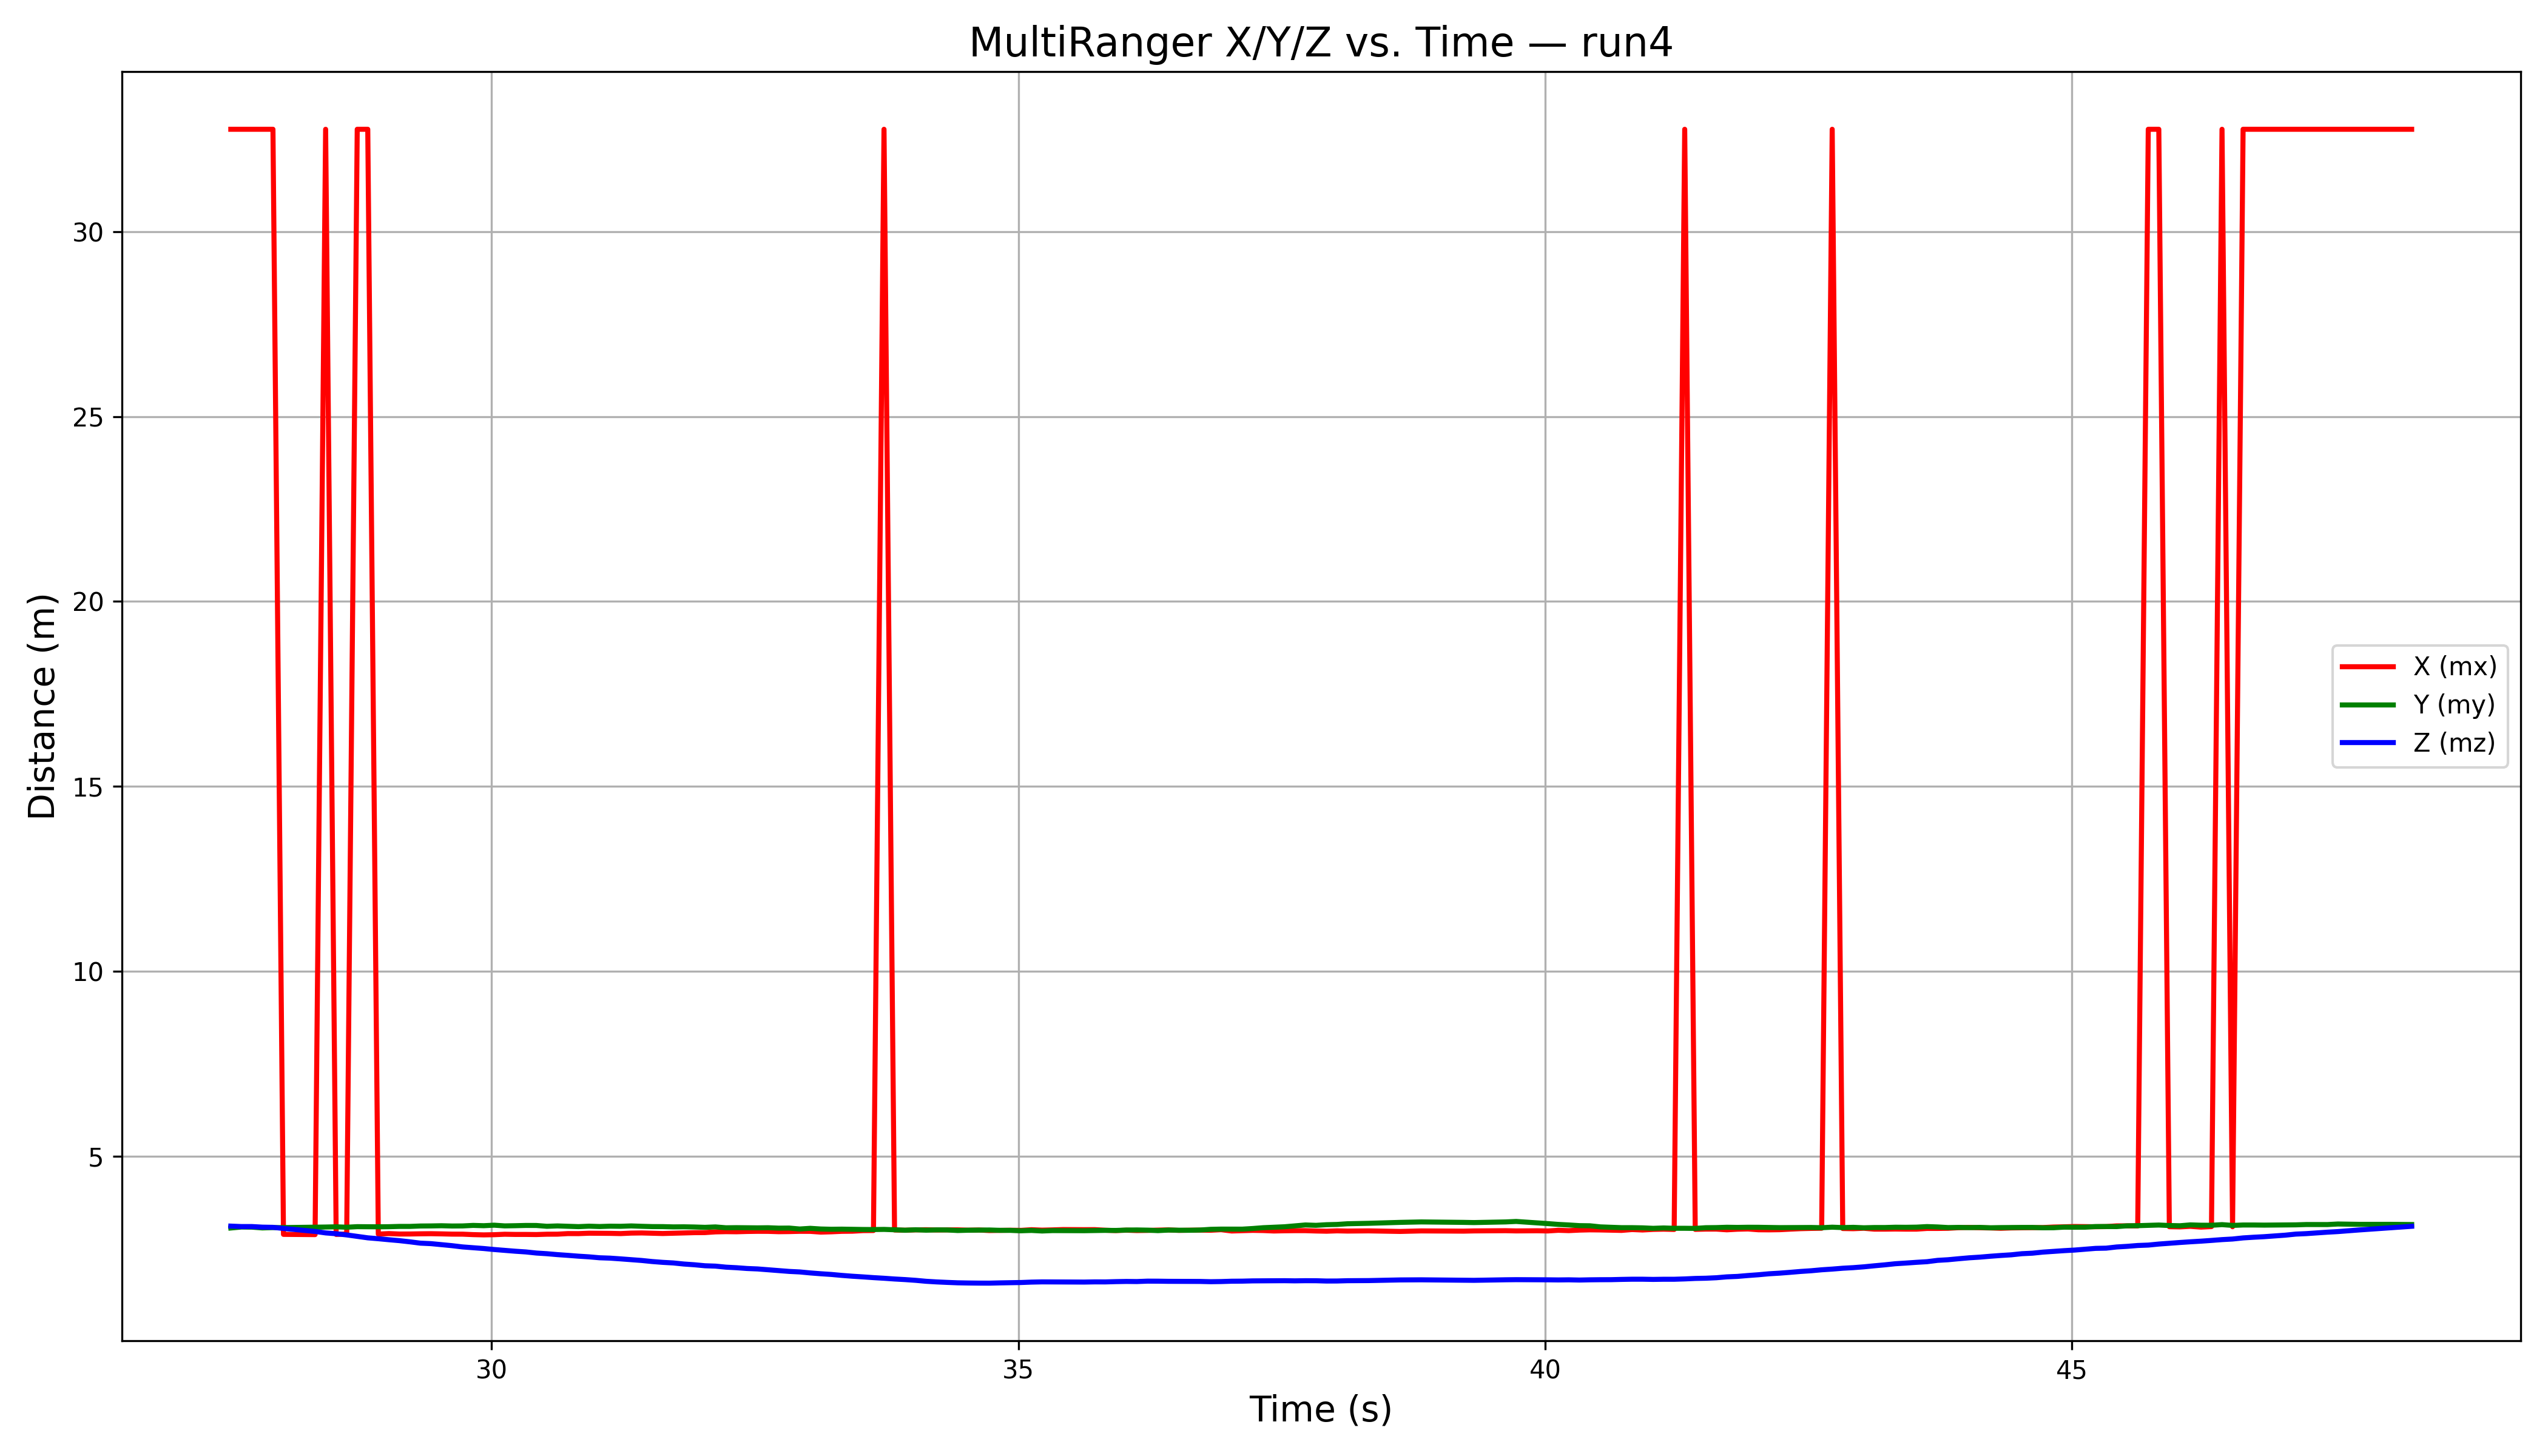 MultiRanger X/Y/Z vs. Time — run4
Distance (m)
30
25
20
15
10
5
X (mx)
Y (my)
Z (mz)
30
35
40
45
Time (s)